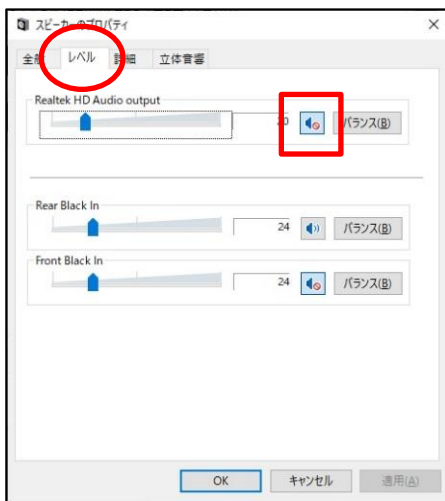 スピーカーのプロパティ
全般 レベル 詳細 立体音響
Realtek HD Audio output
20 バランス(B)
Rear Black In
24 バランス(B)
Front Black In
24 バランス(B)
OK キャンセル 適用(A)